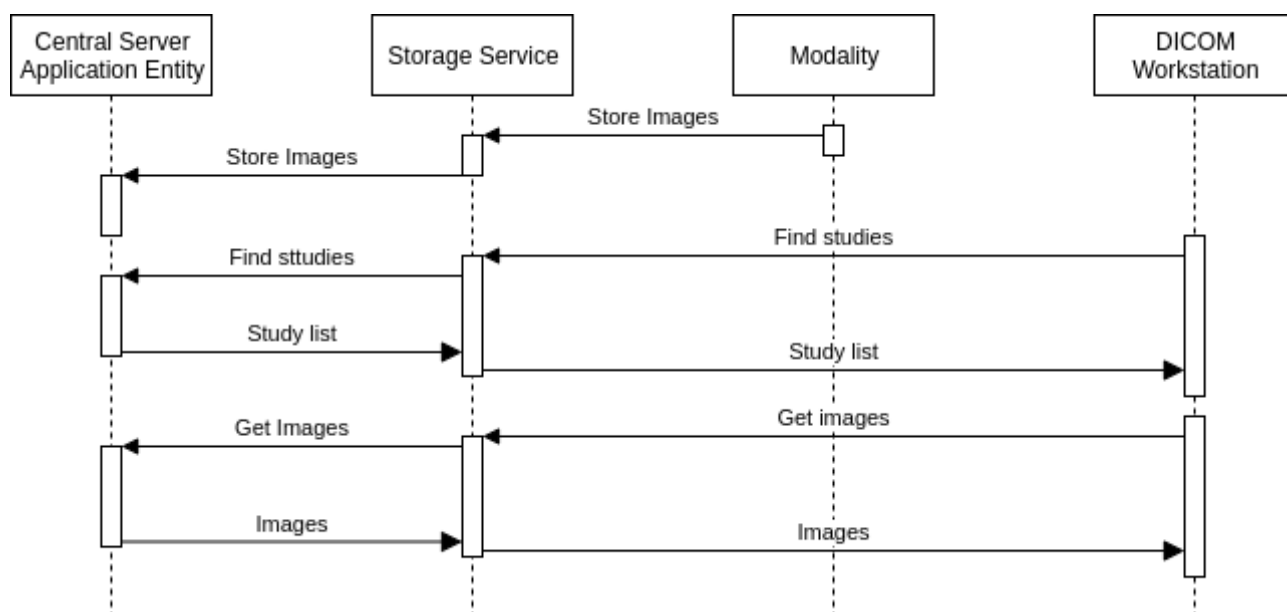 Central Server
Application Entity
Storage Service
Modality
DICOM
Workstation
Store Images
Store Images
Find studies
Find sttudies
Study list
Study list
Get images
Get Images
Images
Images